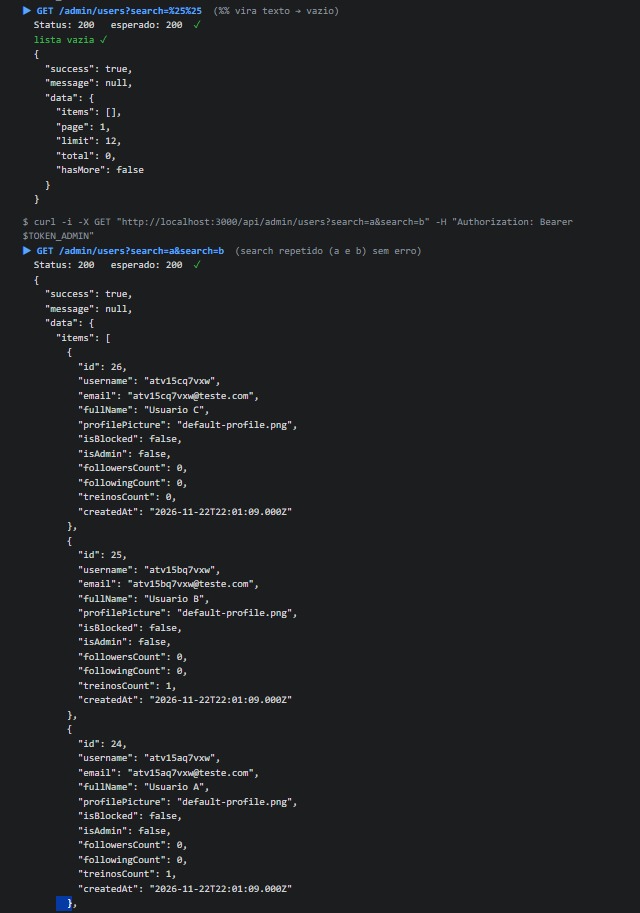 ▶ GET /admin/users?search=%25%25  (%% vira texto → vazio)
  Status: 200   esperado: 200  ✓
  lista vazia ✓
  {
    "success": true,
    "message": null,
    "data": {
      "items": [],
      "page": 1,
      "limit": 12,
      "total": 0,
      "hasMore": false
    }
  }
$ curl -i -X GET "http://localhost:3000/api/admin/users?search=a&search=b" -H "Authorization: Bearer
$TOKEN_ADMIN"
▶ GET /admin/users?search=a&search=b  (search repetido (a e b) sem erro)
  Status: 200   esperado: 200  ✓
  {
    "success": true,
    "message": null,
    "data": {
      "items": [
        {
          "id": 26,
          "username": "atv15cq7vxw",
          "email": "atv15cq7vxw@teste.com",
          "fullName": "Usuario C",
          "profilePicture": "default-profile.png",
          "isBlocked": false,
          "isAdmin": false,
          "followersCount": 0,
          "followingCount": 0,
          "treinosCount": 0,
          "createdAt": "2026-11-22T22:01:09.000Z"
        },
        {
          "id": 25,
          "username": "atv15bq7vxw",
          "email": "atv15bq7vxw@teste.com",
          "fullName": "Usuario B",
          "profilePicture": "default-profile.png",
          "isBlocked": false,
          "isAdmin": false,
          "followersCount": 0,
          "followingCount": 0,
          "treinosCount": 1,
          "createdAt": "2026-11-22T22:01:09.000Z"
        },
        {
          "id": 24,
          "username": "atv15aq7vxw",
          "email": "atv15aq7vxw@teste.com",
          "fullName": "Usuario A",
          "profilePicture": "default-profile.png",
          "isBlocked": false,
          "isAdmin": false,
          "followersCount": 0,
          "followingCount": 0,
          "treinosCount": 1,
          "createdAt": "2026-11-22T22:01:09.000Z"
        },